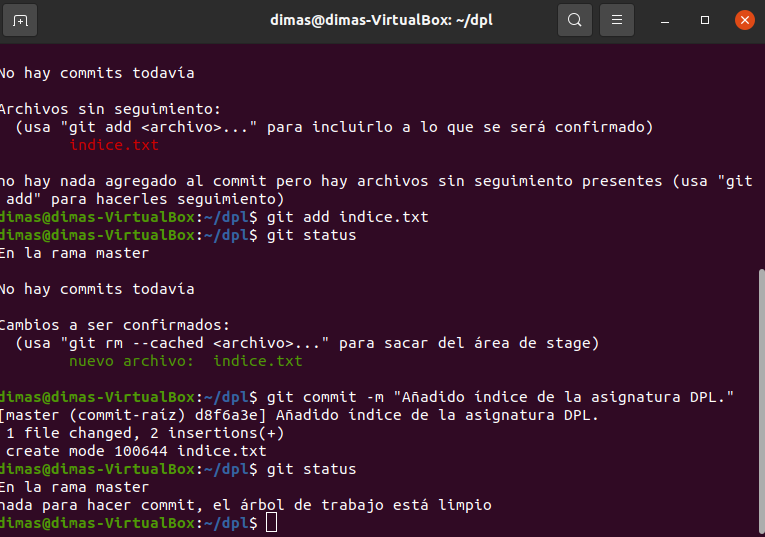 dimas@dimas-VirtualBox: ~/dpl
No hay commits todavía
Archivos sin seguimiento:
(usa "git add <archivo>..." para incluirlo a lo que se será confirmado)
indice.txt
no hay nada agregado al commit pero hay archivos sin seguimiento presentes (usa "git
add" para hacerles seguimiento)
dimas@dimas-VirtualBox:~/dpl$ git add indice.txt
dimas@dimas-VirtualBox:~/dpl$ git status
En la rama master
No hay commits todavía
Cambios a ser confirmados:
(usa "git rm --cached <archivo>..." para sacar del área de stage)
nuevo archivo:  indice.txt
dimas@dimas-VirtualBox:~/dpl$ git commit -m "Añadido índice de la asignatura DPL."
[master (commit-raíz) d8f6a3e] Añadido índice de la asignatura DPL.
1 file changed, 2 insertions(+)
create mode 100644 indice.txt
dimas@dimas-VirtualBox:~/dpl$ git status
En la rama master
nada para hacer commit, el árbol de trabajo está limpio
dimas@dimas-VirtualBox:~/dpl$